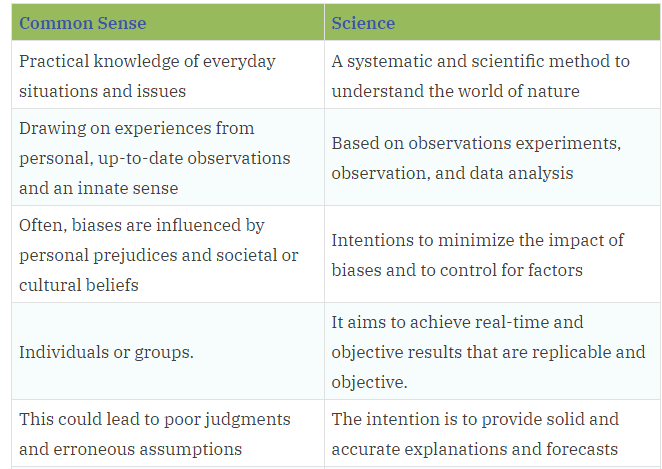 Common Sense
Science
Practical knowledge of everyday
situations and issues
A systematic and scientific method to
understand the world of nature
Drawing on experiences from
personal, up-to-date observations
and an innate sense
Based on observations experiments,
observation, and data analysis
Often, biases are influenced by
personal prejudices and societal or
cultural beliefs
Intentions to minimize the impact of
biases and to control for factors
Individuals or groups.
It aims to achieve real-time and
objective results that are replicable and
objective.
This could lead to poor judgments
and erroneous assumptions
The intention is to provide solid and
accurate explanations and forecasts